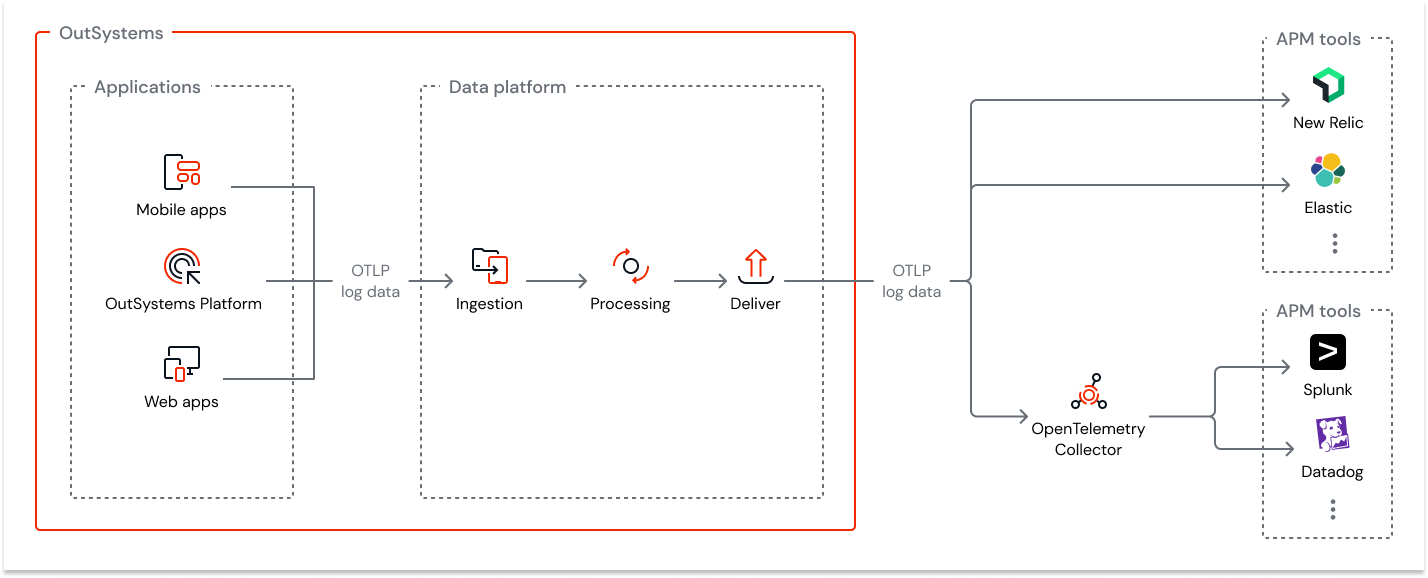 OutSystems
Applications
Mobile apps
OutSystems Platform
Web apps
OTLP
log data
Data platform
Ingestion
Processing
Deliver
OTLP
log data
APM tools
New Relic
Elastic
OpenTelemetry
Collector
APM tools
Splunk
Datadog